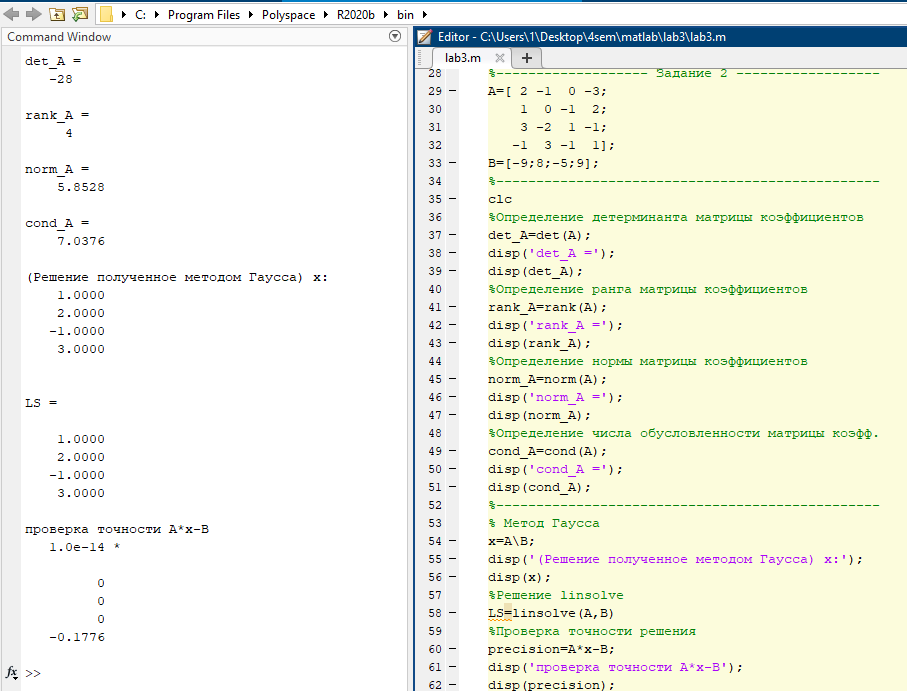 C: Program Files Polyspace R2020b bin
Command Window
det_A =
-28
rank_A =
4
norm_A =
5.8528
cond_A =
7.0376
(Решение полученное методом Гаусса) x:
1.0000
2.0000
-1.0000
3.0000
LS =
1.0000
2.0000
-1.0000
3.0000
проверка точности A*x-B
1.0e-14 *
0
0
0
-0.1776
fx >>
Editor - C:\Users\1\Desktop\4sem\matlab\lab3\lab3.m
lab3.m
28 %------------------- Задание 2 ------------------
29 A=[ 2 -1 0 -3;
30 1 0 -1 2;
31 3 -2 1 -1;
32 -1 3 -1 1];
33 B=[-9;8;-5;9];
34 %------------------------------------------------
35 clc
36 %Определение детерминанта матрицы коэффициентов
37 det_A=det(A);
38 disp('det_A =');
39 disp(det_A);
40 %Определение ранга матрицы коэффициентов
41 rank_A=rank(A);
42 disp('rank_A =');
43 disp(rank_A);
44 %Определение нормы матрицы коэффициентов
45 norm_A=norm(A);
46 disp('norm_A =');
47 disp(norm_A);
48 %Определение числа обусловленности матрицы коэфф.
49 cond_A=cond(A);
50 disp('cond_A =');
51 disp(cond_A);
52 %------------------------------------------------
53 % Метод Гаусса
54 x=A\B;
55 disp('(Решение полученное методом Гаусса) x:');
56 disp(x);
57 %Решение linsolve
58 LS=linsolve(A,B)
59 %Проверка точности решения
60 precision=A*x-B;
61 disp('проверка точности A*x-B');
62 disp(precision);